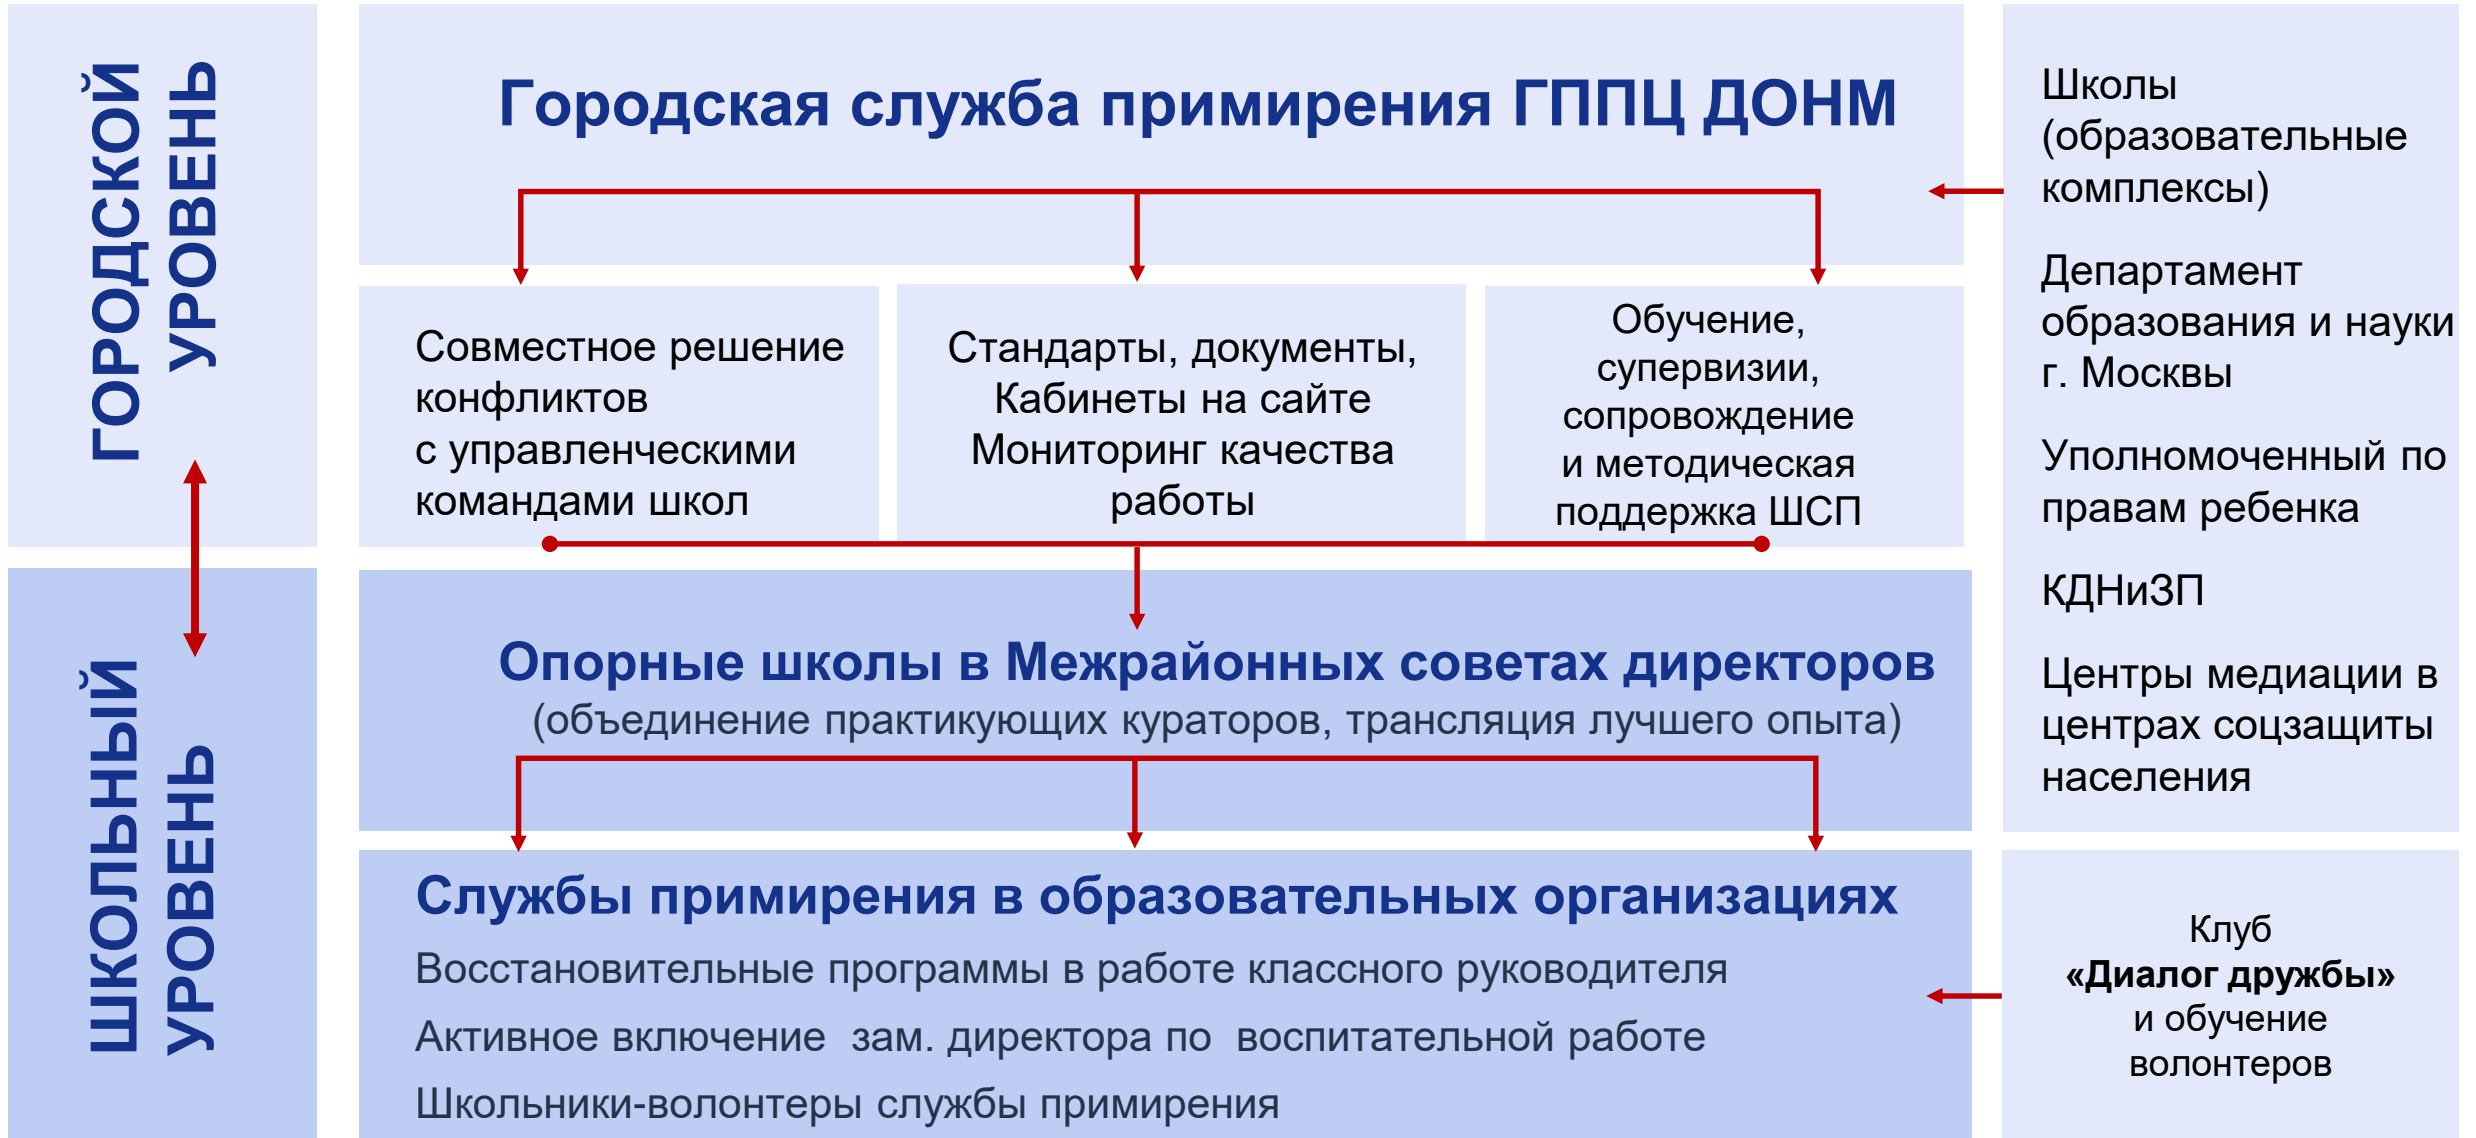 ГОРОДСКОЙ
УРОВЕНЬ
Городская служба примирения ГППЦ ДОНМ
Совместное решение
конфликтов
с управленческими
командами школ
Стандарты, документы,
Кабинеты на сайте
Мониторинг качества
работы
Обучение,
супервизии,
сопровождение
и методическая
поддержка ШСП
Школы
(образовательные
комплексы)
Департамент
образования и науки
г. Москвы
Уполномоченный по
правам ребенка
КДНиЗП
Центры медиации в
центрах соцзащиты
населения
ШКОЛЬНЫЙ
УРОВЕНЬ
Опорные школы в Межрайонных советах директоров
(объединение практикующих кураторов, трансляция лучшего опыта)
Службы примирения в образовательных организациях
Восстановительные программы в работе классного руководителя
Активное включение зам. директора по воспитательной работе
Школьники-волонтеры службы примирения
Клуб
«Диалог дружбы»
и обучение
волонтеров